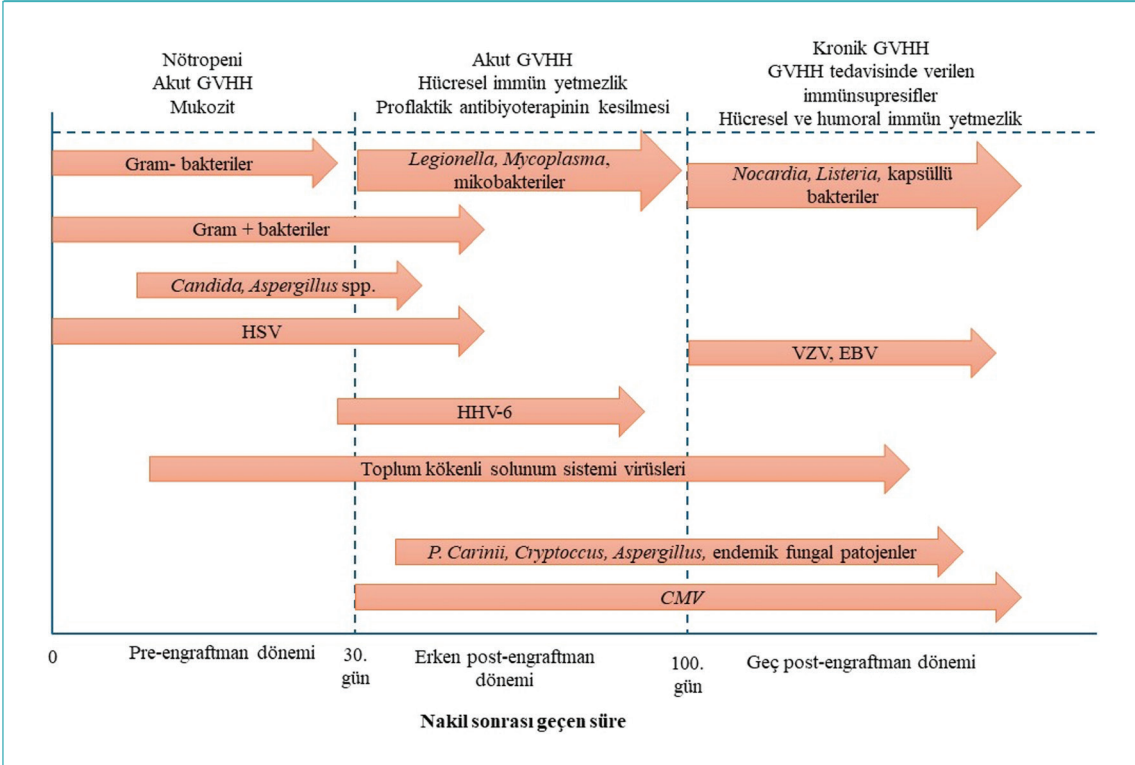 Nötropeni
Akut GVHH
Mukozit
Akut GVHH
Hücresel immün yetmezlik
Proflaktik antibiyoterapinin kesilmesi
Kronik GVHH
GVHH tedavisinde verilen
immünsupresifler
Hücresel ve humoral immün yetmezlik
Gram- bakteriler
Legionella, Mycoplasma,
mikobakteriler
Nocardia, Listeria, kapsüllü
bakteriler
Gram + bakteriler
Candida, Aspergillus spp.
HSV
VZV, EBV
HHV-6
Toplum kökenli solunum sistemi virüsleri
P. Carinii, Cryptoccus, Aspergillus, endemik fungal patojenler
CMV
0
Pre-engraftman dönemi
30.
gün
Erken post-engraftman
dönemi
100.
gün
Geç post-engraftman dönemi
Nakil sonrası geçen süre